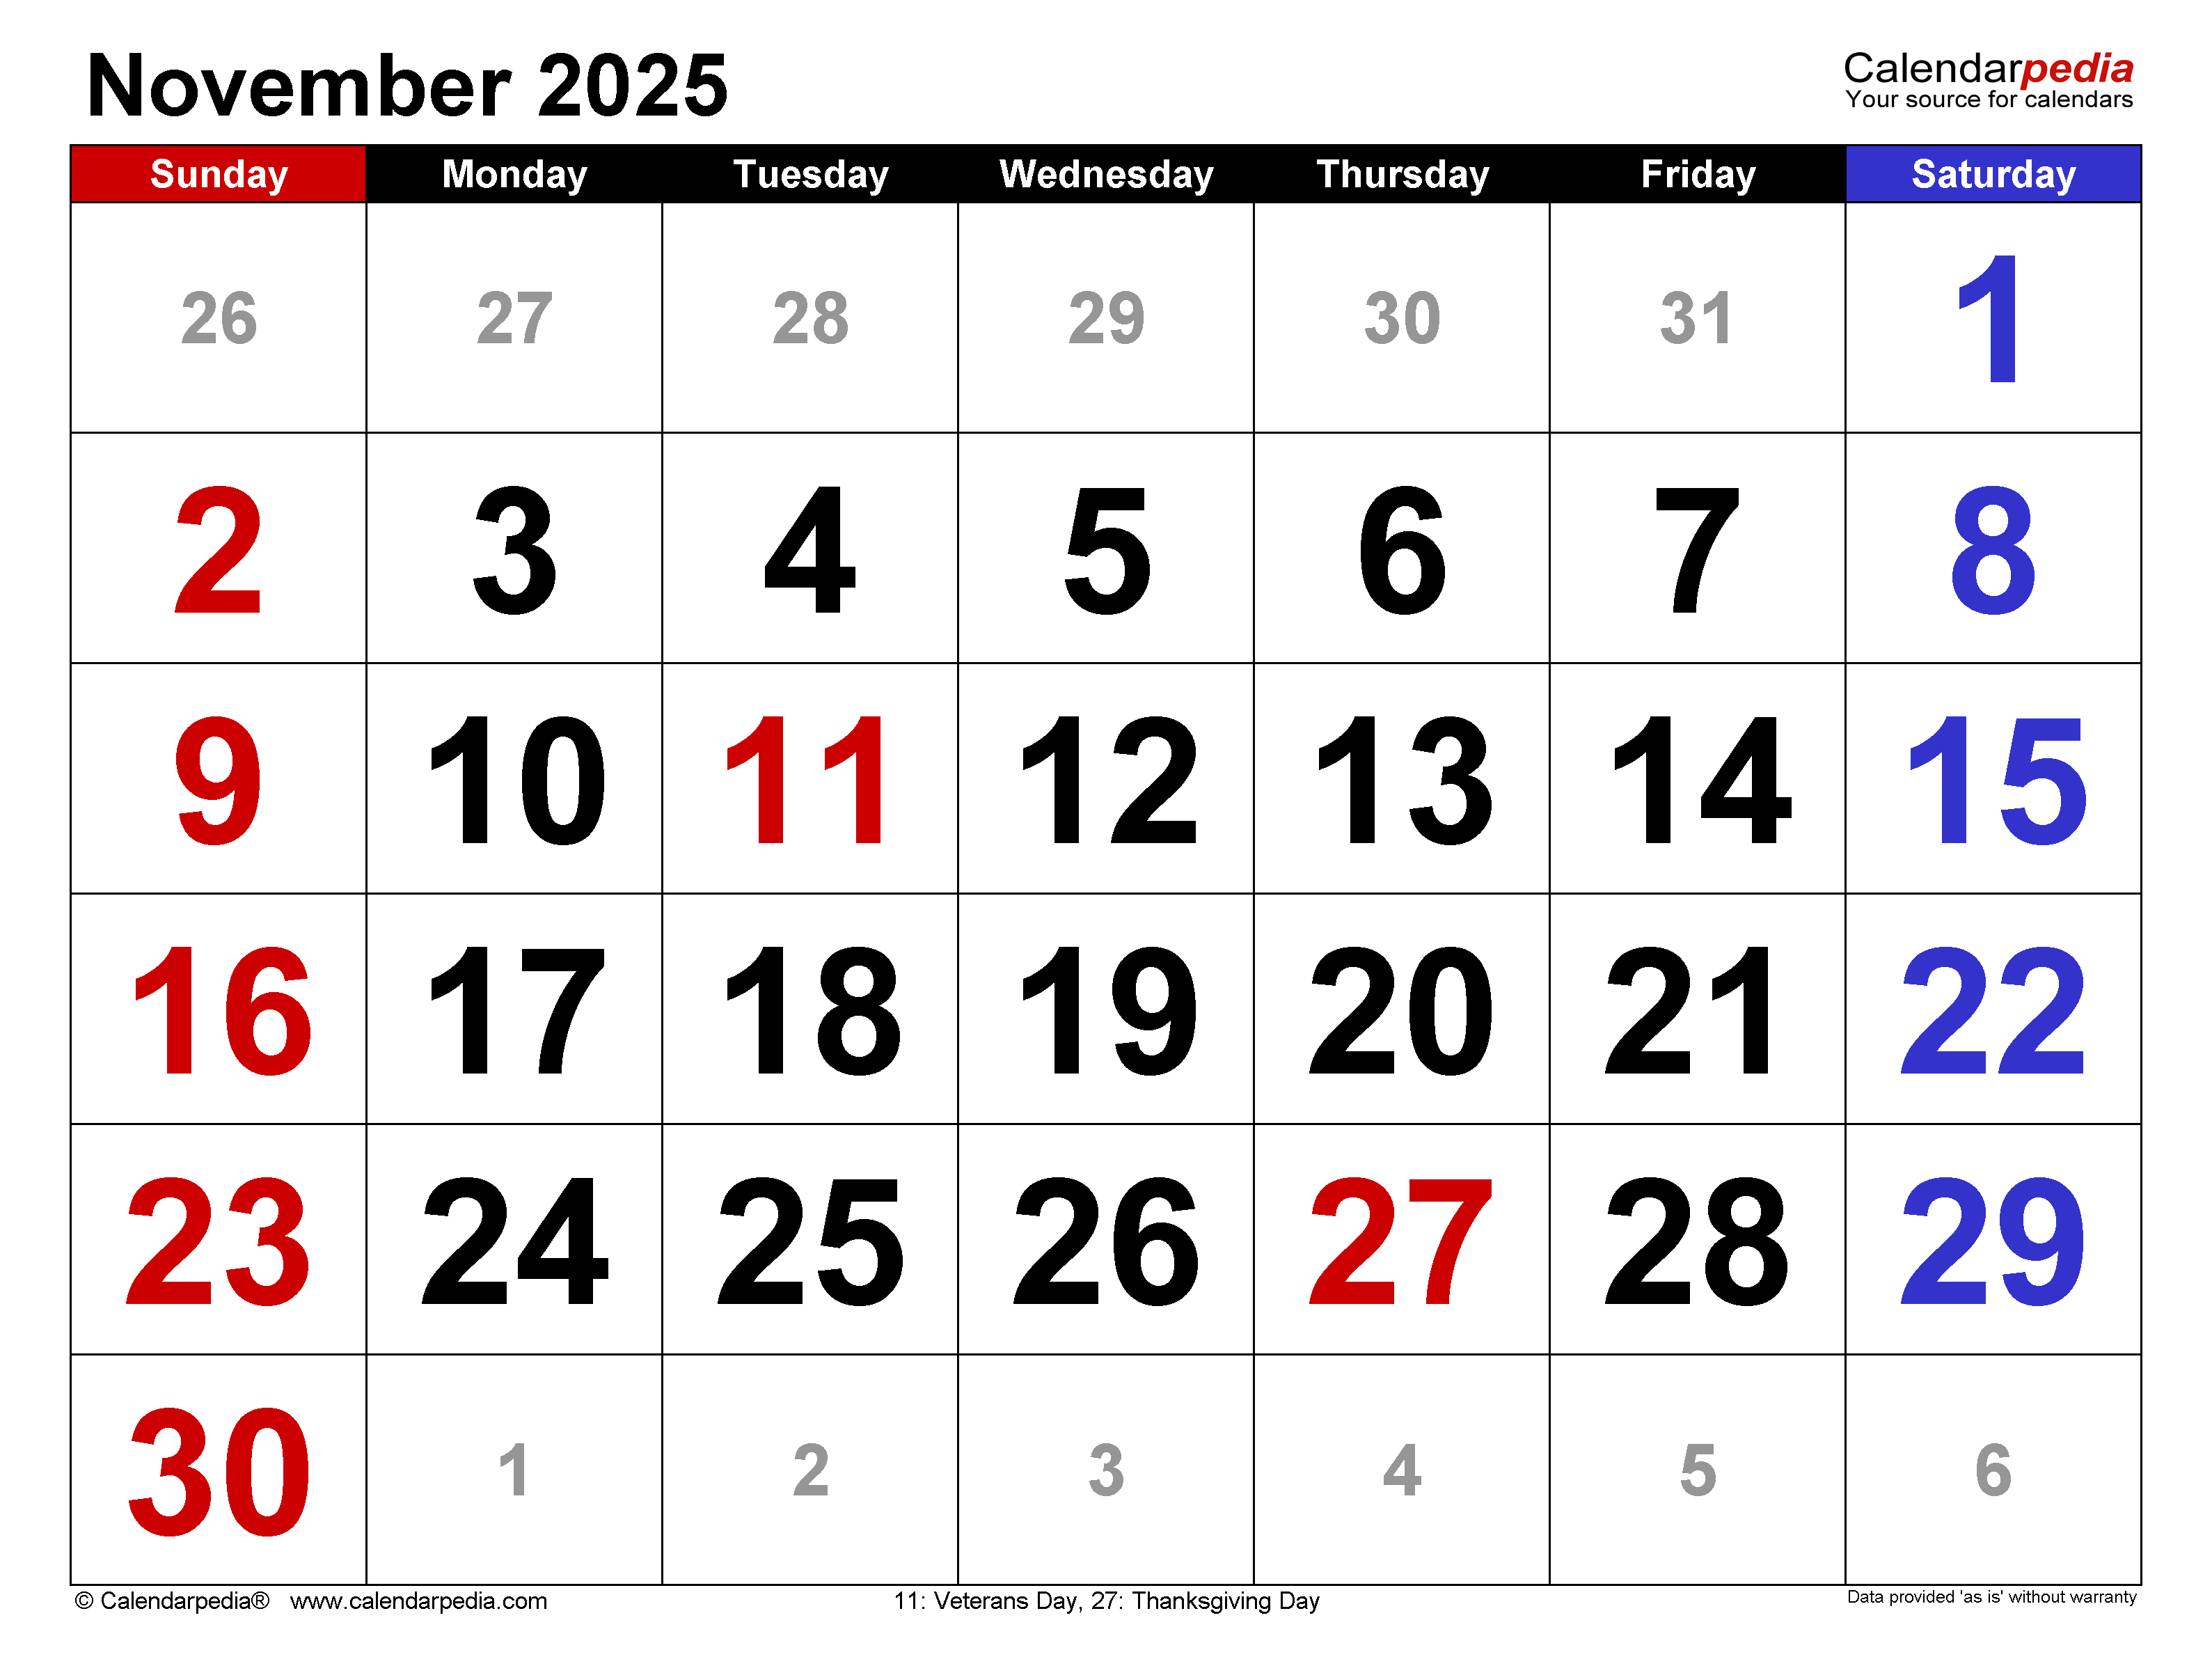 November 2025
Calendarpedia
Your source for calendars
Sunday Monday Tuesday Wednesday Thursday Friday Saturday
26 27 28 29 30 31 1
2 3 4 5 6 7 8
9 10 11 12 13 14 15
16 17 18 19 20 21 22
23 24 25 26 27 28 29
30 1 2 3 4 5 6
© Calendarpedia® www.calendarpedia.com 11: Veterans Day, 27: Thanksgiving Day Data provided 'as is' without warranty